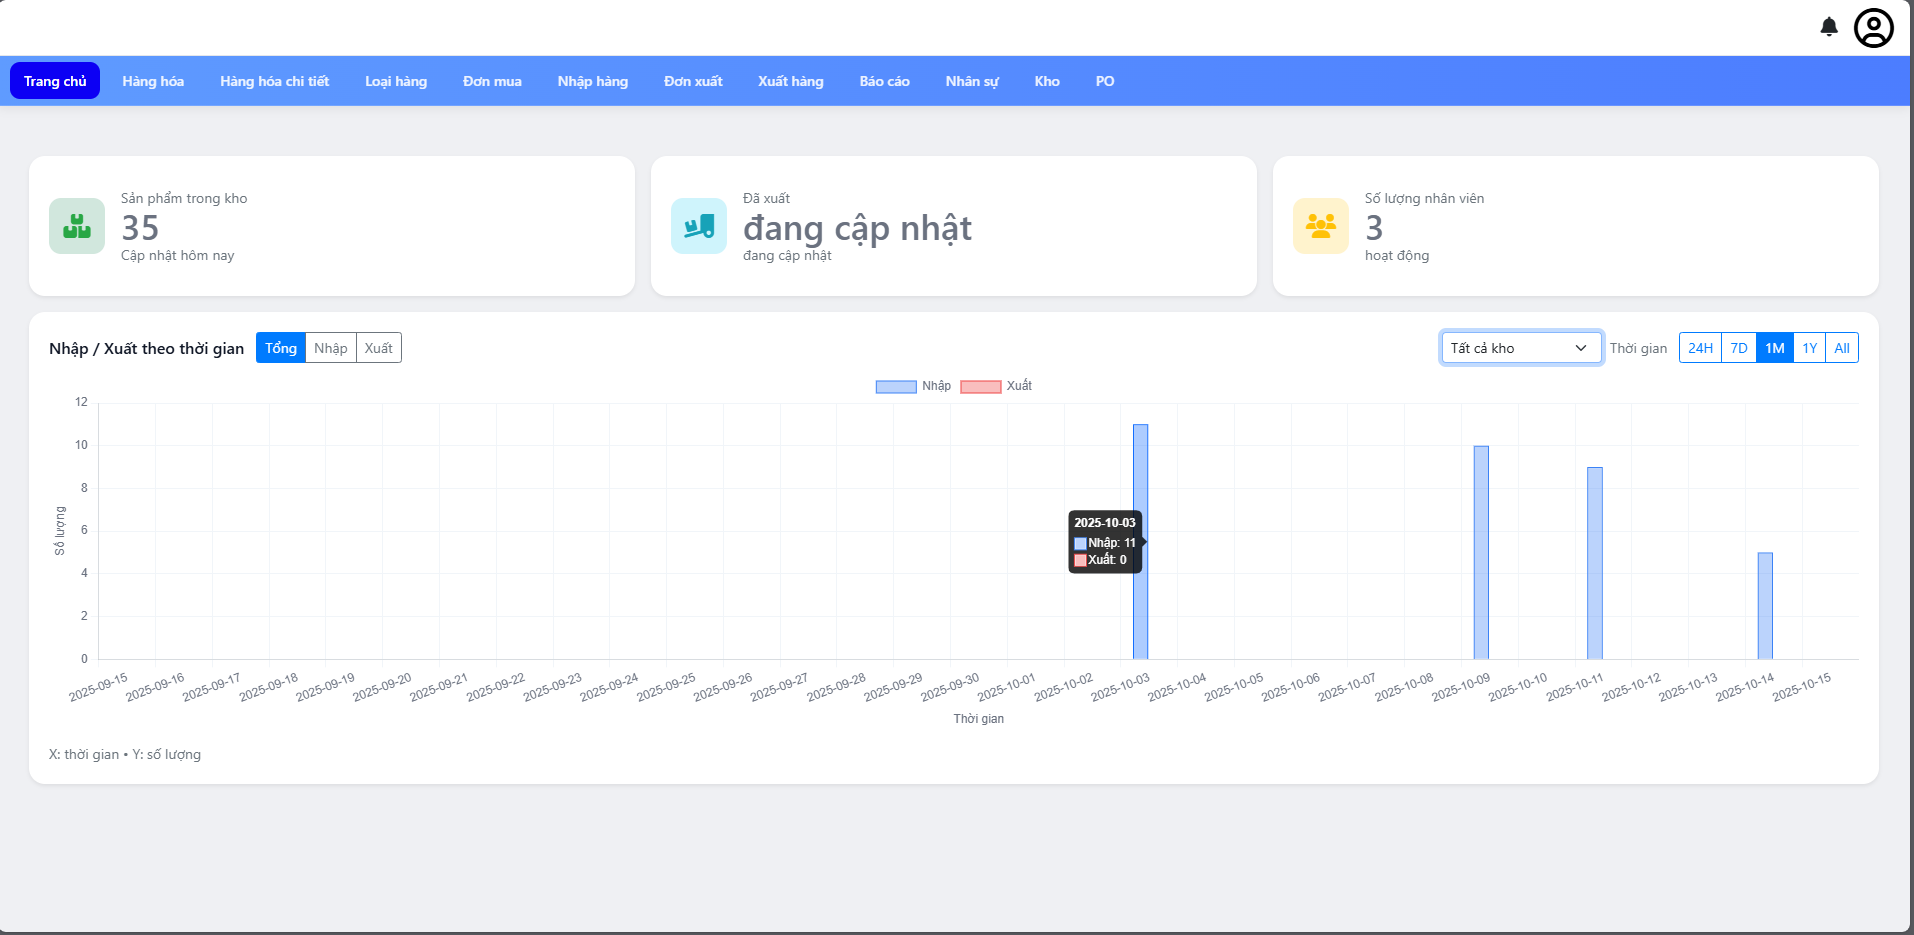 Trang chủ Hàng hóa Hàng hóa chi tiết Loại hàng Đơn mua Nhập hàng Đơn xuất Xuất hàng Báo cáo Nhân sự Kho PO
Sản phẩm trong kho
35
Cập nhật hôm nay
Đã xuất
đang cập nhật
đang cập nhật
Số lượng nhân viên
3
hoạt động
Nhập / Xuất theo thời gian Tổng Nhập Xuất Tất cả kho Thời gian 24H 7D 1M 1Y All
Nhập Xuất
12
10
8
6
4
2
0
Số lượng
2025-10-03
Nhập: 11
Xuất: 0
2025-09-15 2025-09-16 2025-09-17 2025-09-18 2025-09-19 2025-09-20 2025-09-21 2025-09-22 2025-09-23 2025-09-24 2025-09-25 2025-09-26 2025-09-27 2025-09-28 2025-09-29 2025-09-30 2025-10-01 2025-10-02 2025-10-03 2025-10-04 2025-10-05 2025-10-06 2025-10-07 2025-10-08 2025-10-09 2025-10-10 2025-10-11 2025-10-12 2025-10-13 2025-10-14 2025-10-15
Thời gian
X: thời gian • Y: số lượng